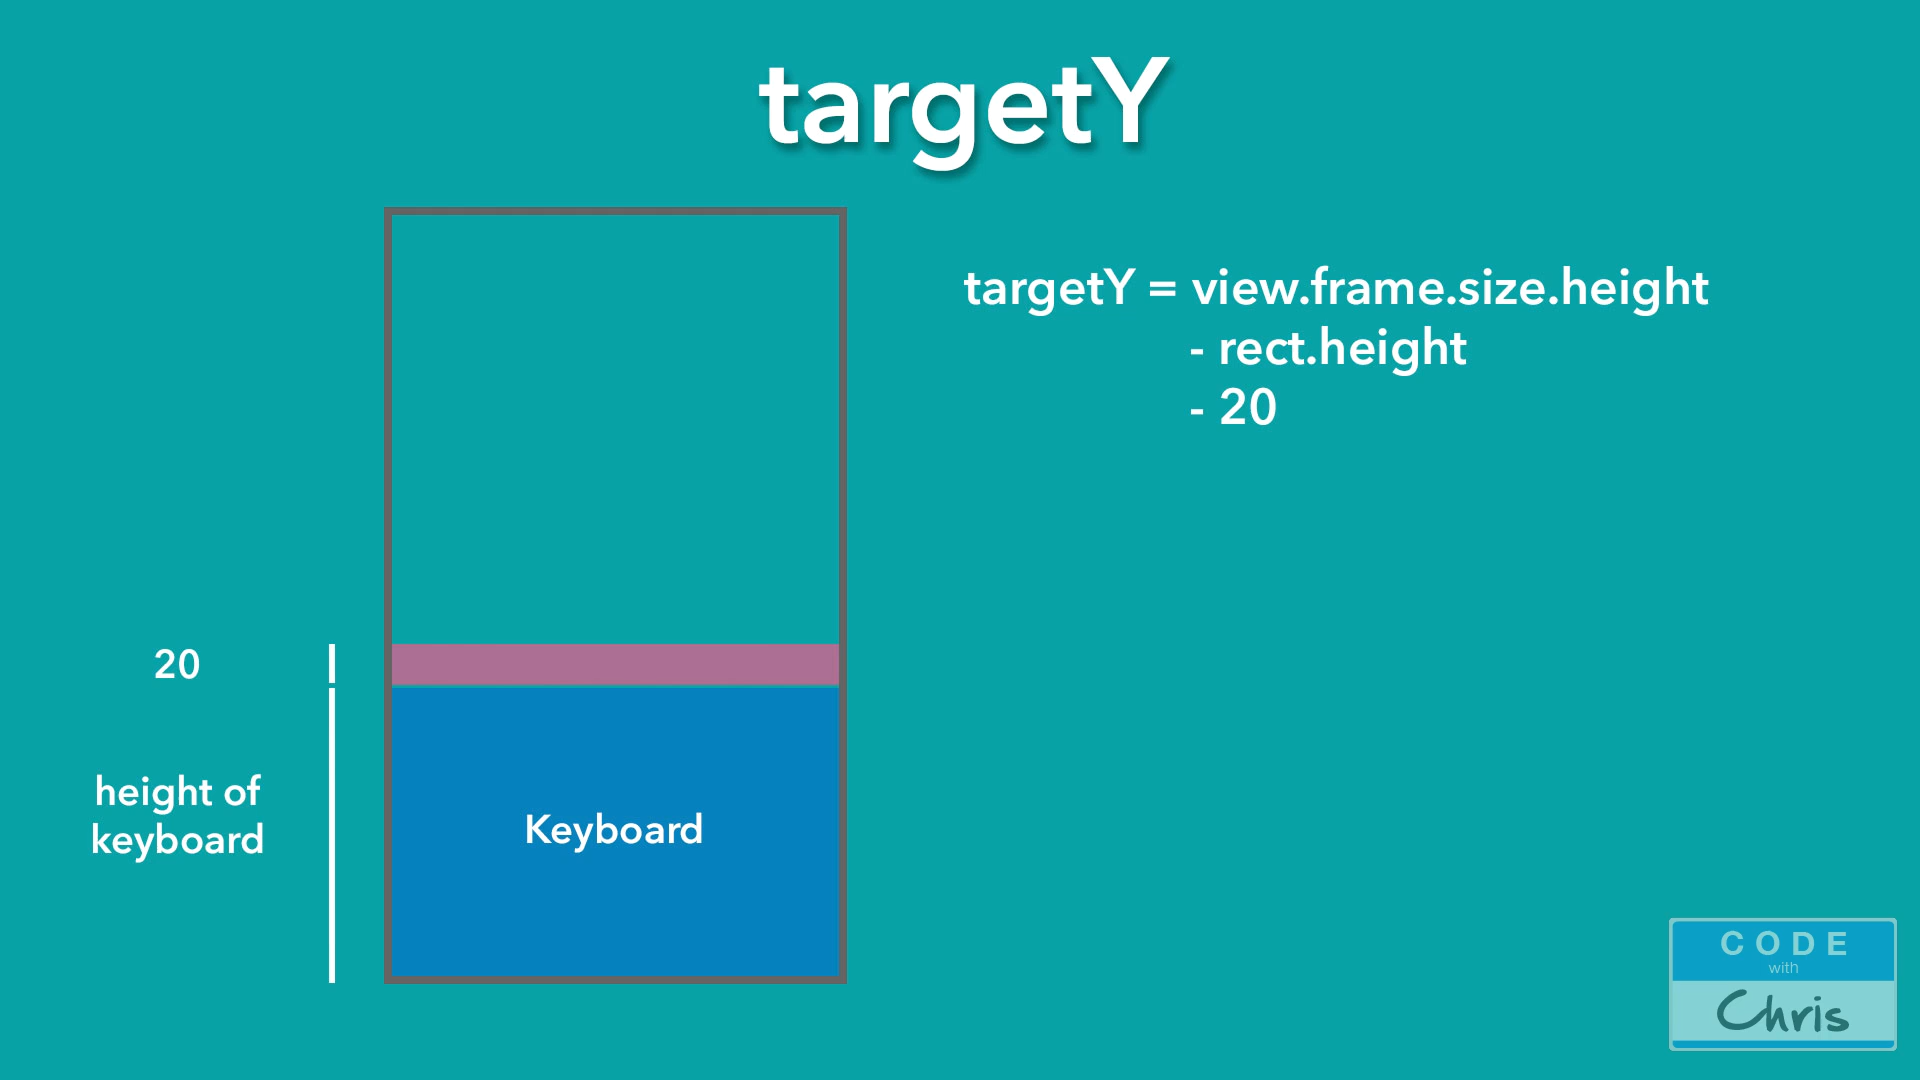 targetY
targetY = view.frame.size.height
- rect.height
- 20
20
height of
keyboard
Keyboard
CODE
with
Chris